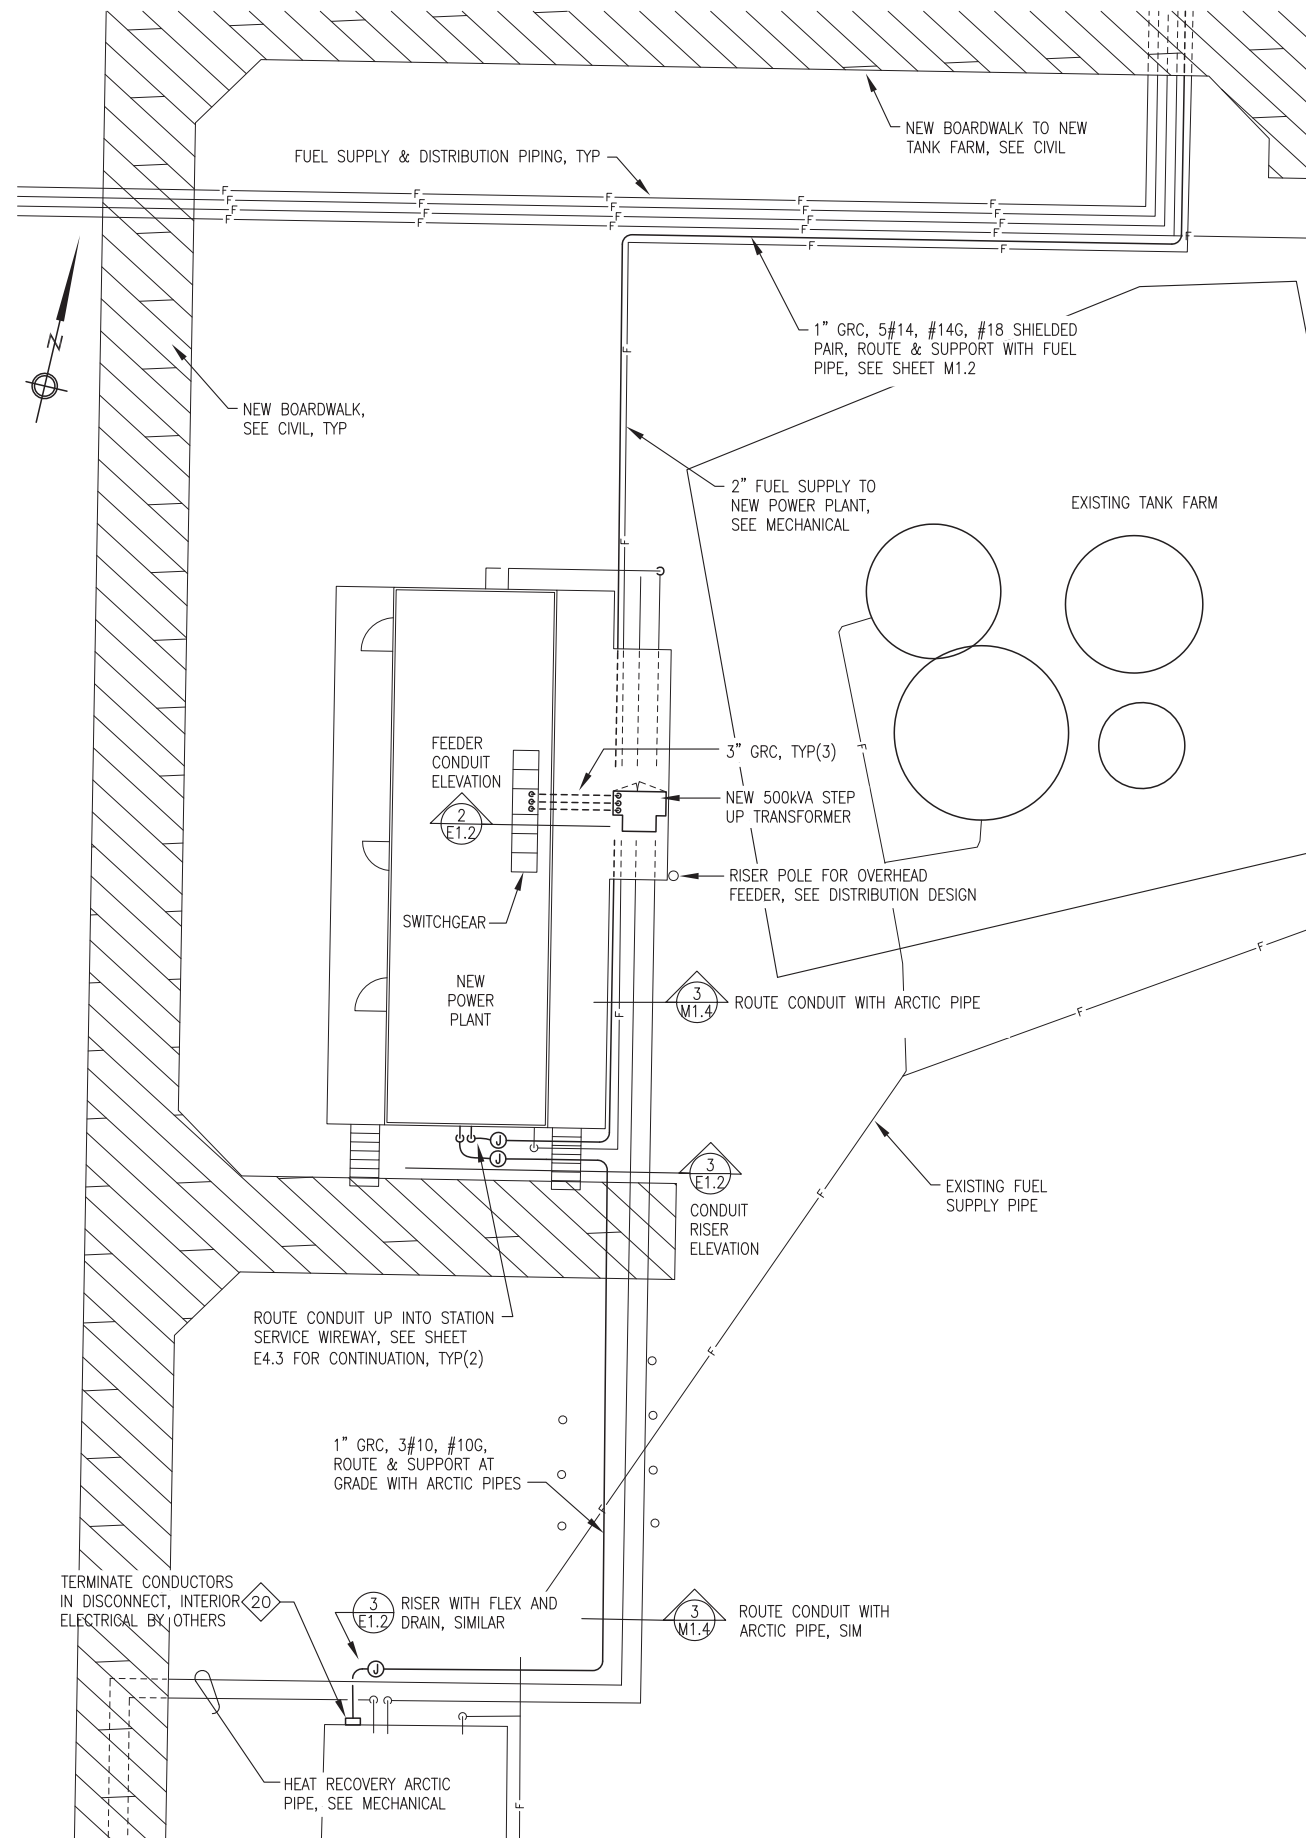 NEW BOARDWALK TO NEW
TANK FARM, SEE CIVIL
FUEL SUPPLY & DISTRIBUTION PIPING, TYP
F F F F F
F F F F F
F F F F F
F F F F F
F
F F
N
1" GRC, 5#14, #14G, #18 SHIELDED
PAIR, ROUTE & SUPPORT WITH FUEL
PIPE, SEE SHEET M1.2
F
NEW BOARDWALK,
SEE CIVIL, TYP
2" FUEL SUPPLY TO
NEW POWER PLANT,
SEE MECHANICAL
EXISTING TANK FARM
F
FEEDER
CONDUIT
ELEVATION
2
E1.2
3" GRC, TYP(3)
F
NEW 500kVA STEP
UP TRANSFORMER
RISER POLE FOR OVERHEAD
FEEDER, SEE DISTRIBUTION DESIGN
SWITCHGEAR
F
NEW
POWER
PLANT
3
M1.4
ROUTE CONDUIT WITH ARCTIC PIPE
F
F
J
J
3
E1.2
CONDUIT
RISER
ELEVATION
F
EXISTING FUEL
SUPPLY PIPE
ROUTE CONDUIT UP INTO STATION
SERVICE WIREWAY, SEE SHEET
E4.3 FOR CONTINUATION, TYP(2)
F
1" GRC, 3#10, #10G,
ROUTE & SUPPORT AT
GRADE WITH ARCTIC PIPES
F
TERMINATE CONDUCTORS
IN DISCONNECT, INTERIOR
ELECTRICAL BY OTHERS
20
3
E1.2
RISER WITH FLEX AND
DRAIN, SIMILAR
3
M1.4
ROUTE CONDUIT WITH
ARCTIC PIPE, SIM
J
HEAT RECOVERY ARCTIC
PIPE, SEE MECHANICAL
F